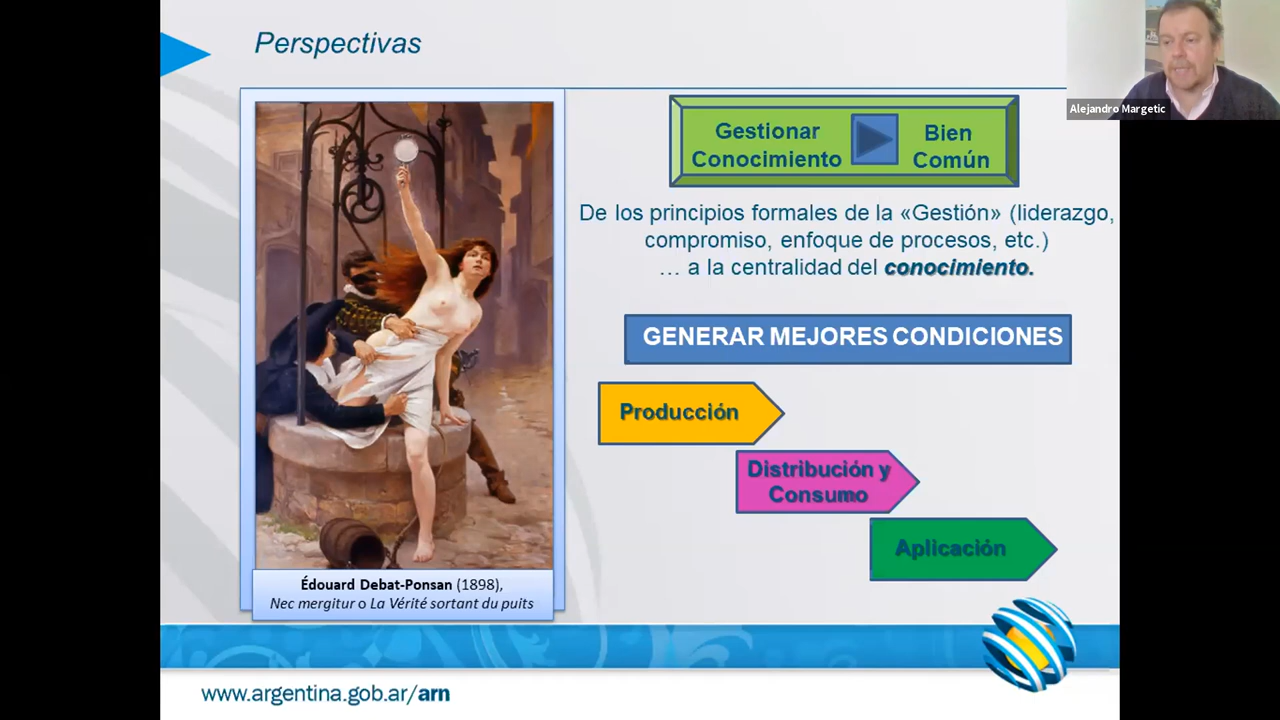 Perspectivas
Alejandro Margetic
Gestionar
Conocimiento
Bien
Común
De los principios formales de la «Gestión» (liderazgo,
compromiso, enfoque de procesos, etc.)
… a la centralidad del conocimiento.
GENERAR MEJORES CONDICIONES
Producción
Distribución y
Consumo
Aplicación
Édouard Debat-Ponsan (1898),
Nec mergitur o La Vérité sortant du puits
www.argentina.gob.ar/arn